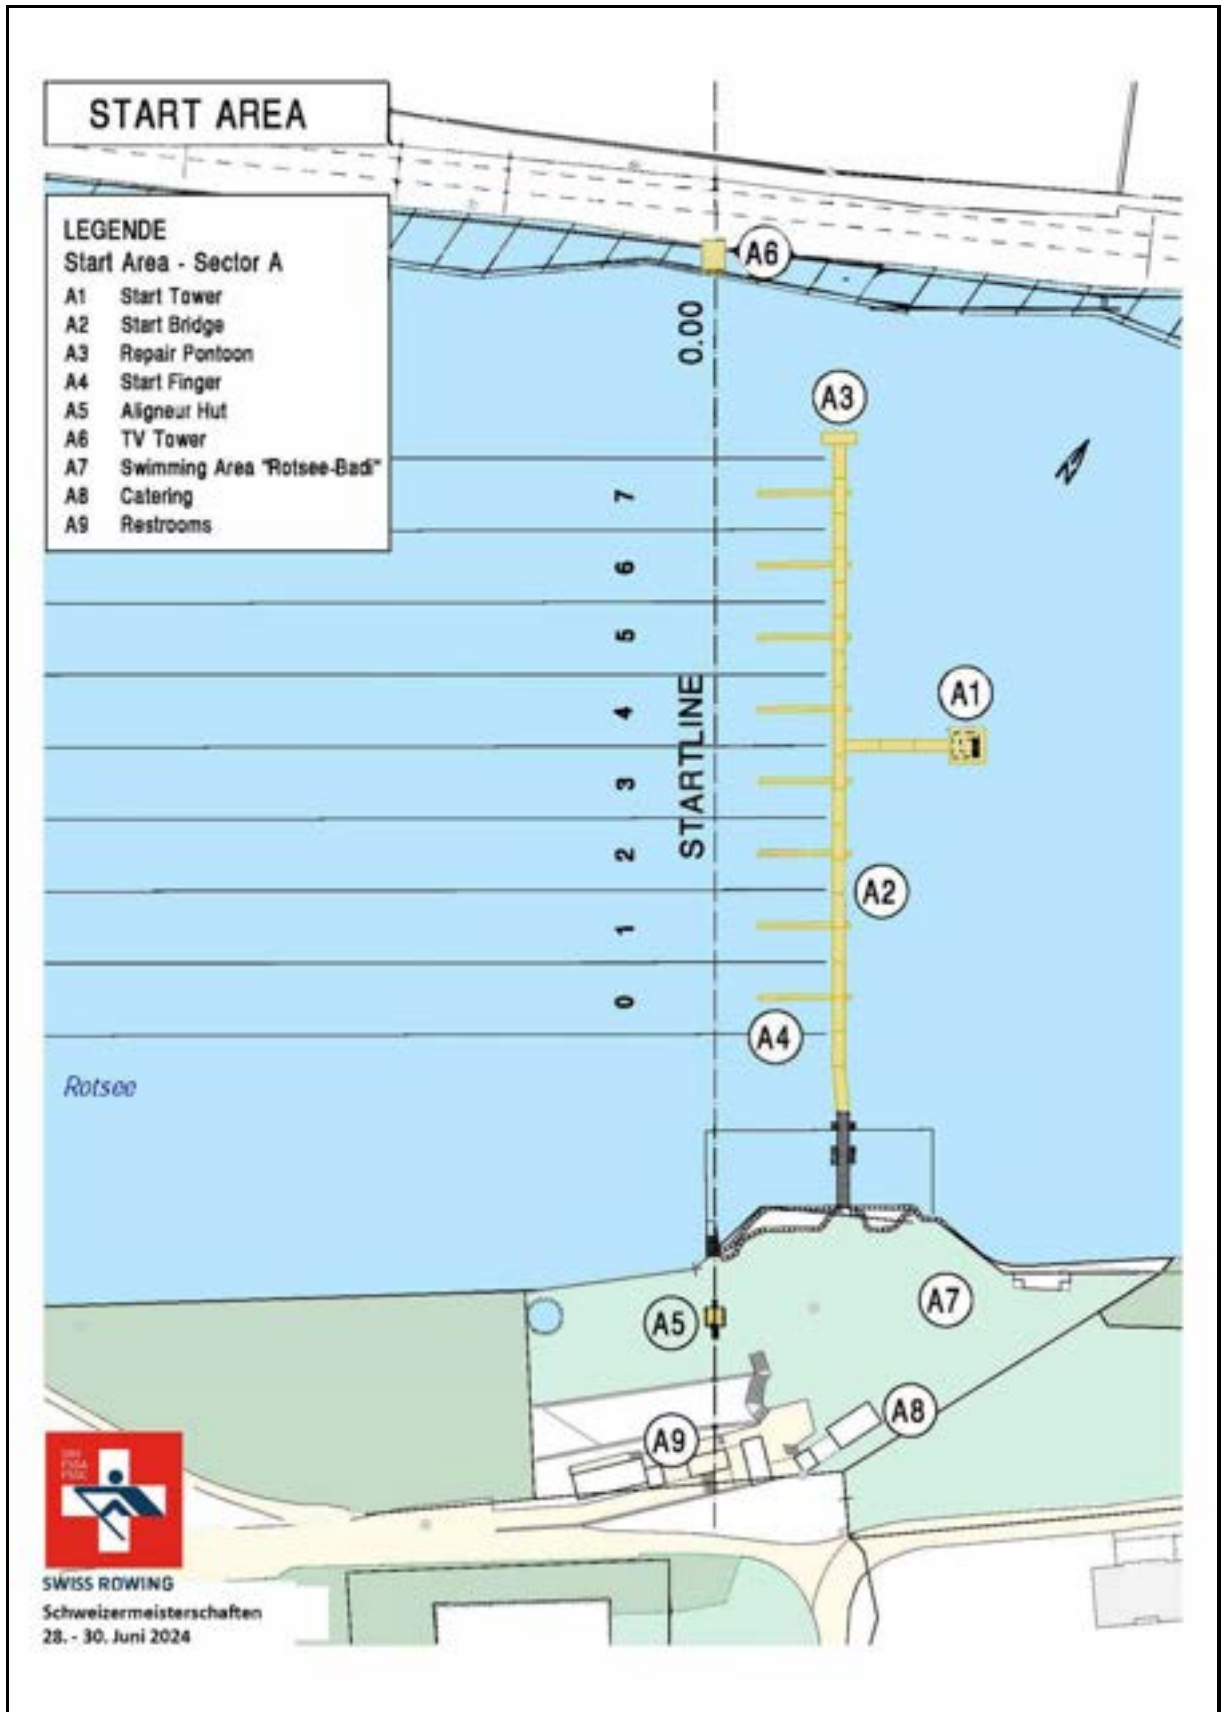 START AREA
LEGENDE
Start Area - Sector A
A1 Start Tower
A2 Start Bridge
A3 Repair Pontoon
A4 Start Finger
A5 Aligneur Hut
A6 TV Tower
A7 Swimming Area "Rotsee-Badi"
A8 Catering
A9 Restrooms
A6
0.00
A3
N
7
6
5
A1
4
STARTLINE
3
2
A2
1
0
A4
Rotsee
A7
A5
A8
A9
SWISS ROWING
Schweizermeisterschaften
28. - 30. Juni 2024